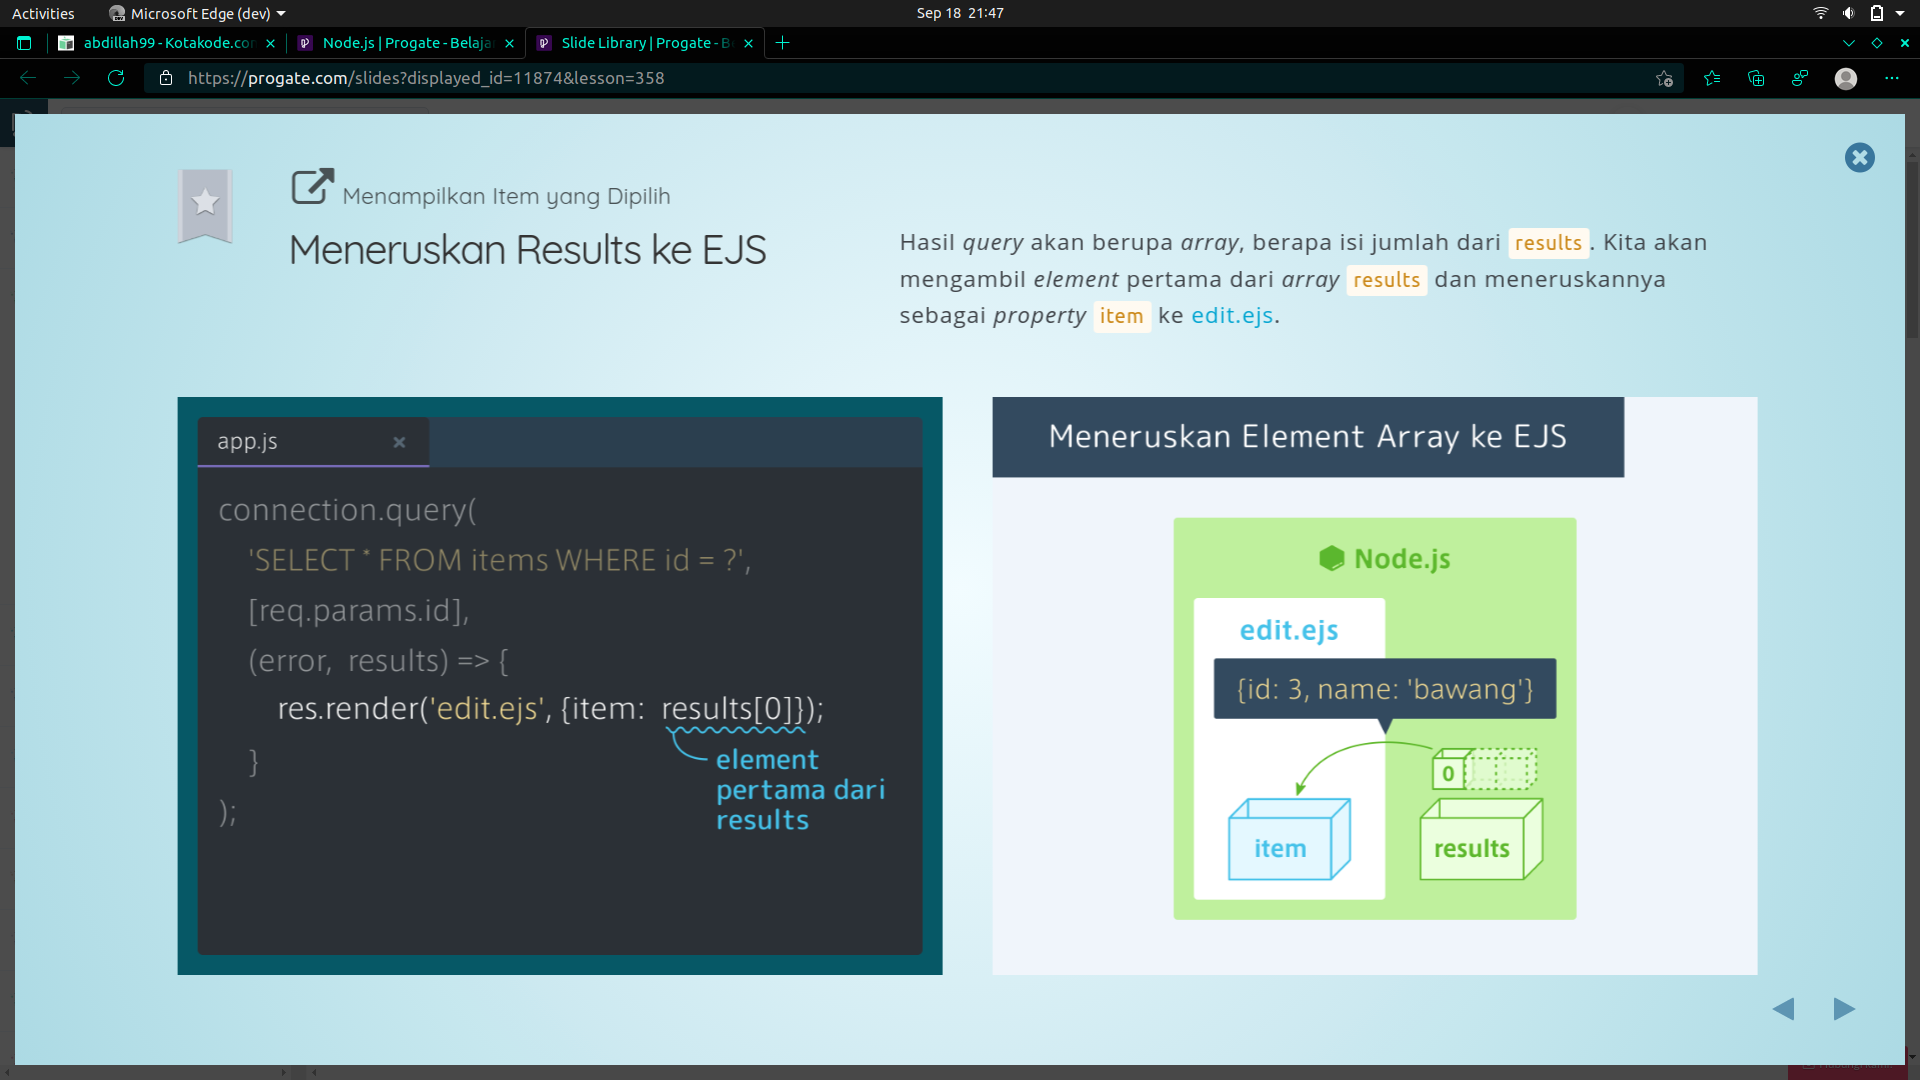 Activities
Microsoft Edge (dev)
Sep 18 21:47
abdillah99 - Kotakode.co
Node.js | Progate - Belaja
Slide Library | Progate - B
https://progate.com/slides?displayed_id=11874&lesson=358
Menampilkan Item yang Dipilih
Meneruskan Results ke EJS
Hasil query akan berupa array, berapa isi jumlah dari results. Kita akan
mengambil element pertama dari array results dan meneruskannya
sebagai property item ke edit.ejs.
app.js
connection.query(
'SELECT * FROM items WHERE id = ?',
[req.params.id],
(error, results) => {
res.render('edit.ejs', {item: results[0]});
element
pertama dari
results
}
);
Meneruskan Element Array ke EJS
Node.js
edit.ejs
{id: 3, name: 'bawang'}
0
item
results